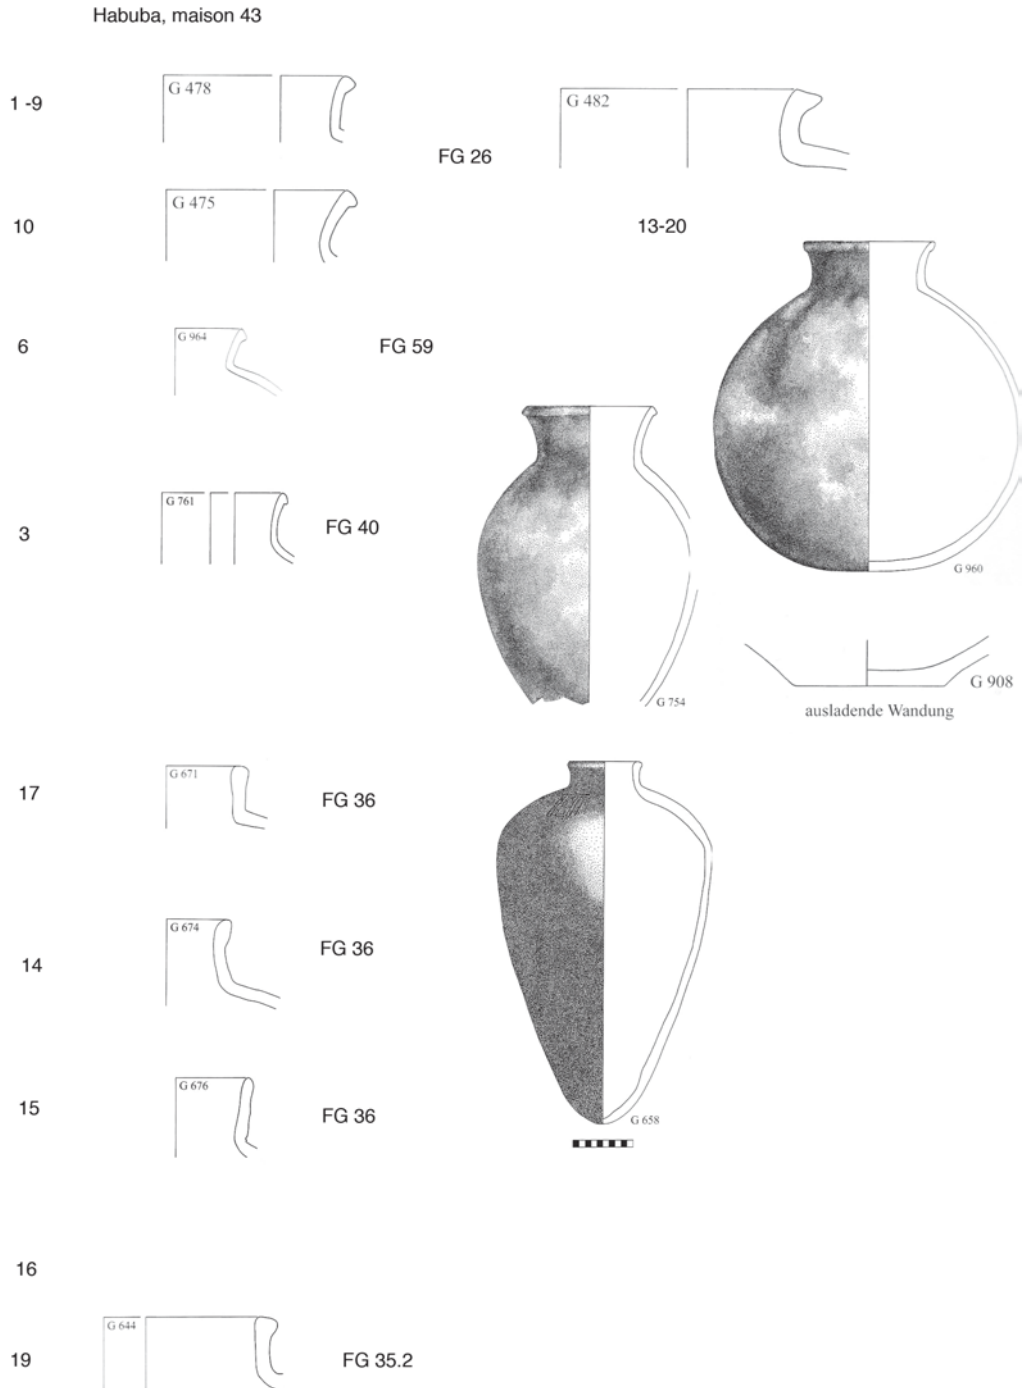 Habuba, maison 43
1 -9
G 478
G 482
FG 26
10
G 475
13-20
6
G 964
FG 59
3
G 761
FG 40
G 960
G 754
G 908
ausladende Wandung
17
G 671
FG 36
14
G 674
FG 36
15
G 676
FG 36
G 658
16
19
G 644
FG 35.2